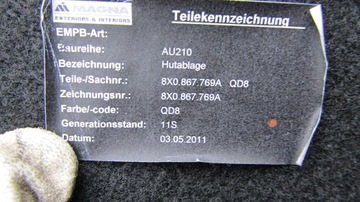 MAGNA
EXTERIORS & INTERIORS
Teilekennzeichnung
EMPB-Art:
Baureihe: AU210
Bezeichnung: Hutablage
Teile-/Sachnr.: 8X0.867.769A QD8
Zeichnungsnr.: 8X0.867.769A
Farbe/-code: QD8
Generationsstand: 11S
Datum: 03.05.2011